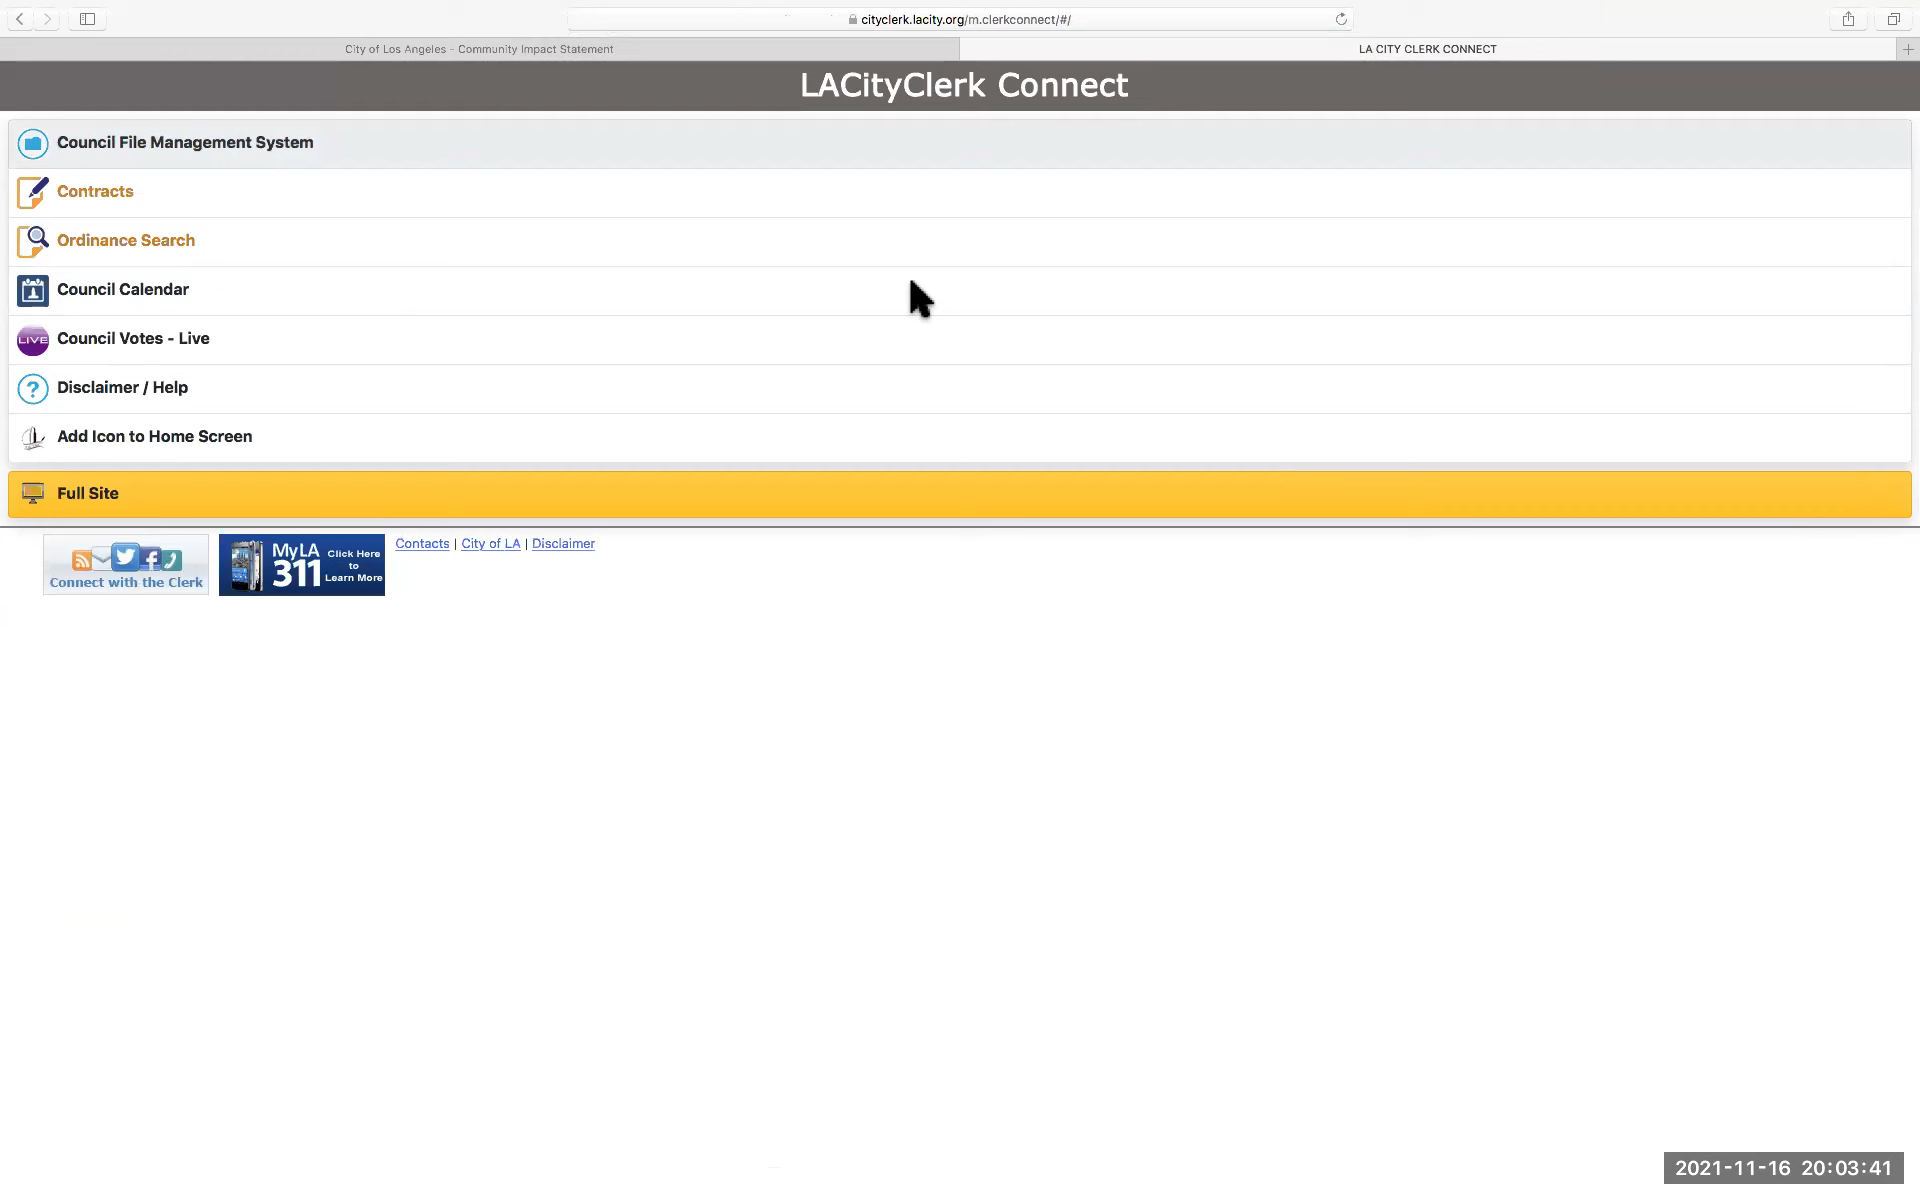 cityclerk.lacity.org/m.clerkconnect/#/
City of Los Angeles - Community Impact Statement
LA CITY CLERK CONNECT
LACityClerk Connect
Council File Management System
Contracts
Ordinance Search
Council Calendar
LIVE
Council Votes - Live
?
Disclaimer / Help
Add Icon to Home Screen
Full Site
Connect with the Clerk
MyLA
311
Click Here
to
Learn More
Contacts | City of LA | Disclaimer
2021-11-16 20:03:41